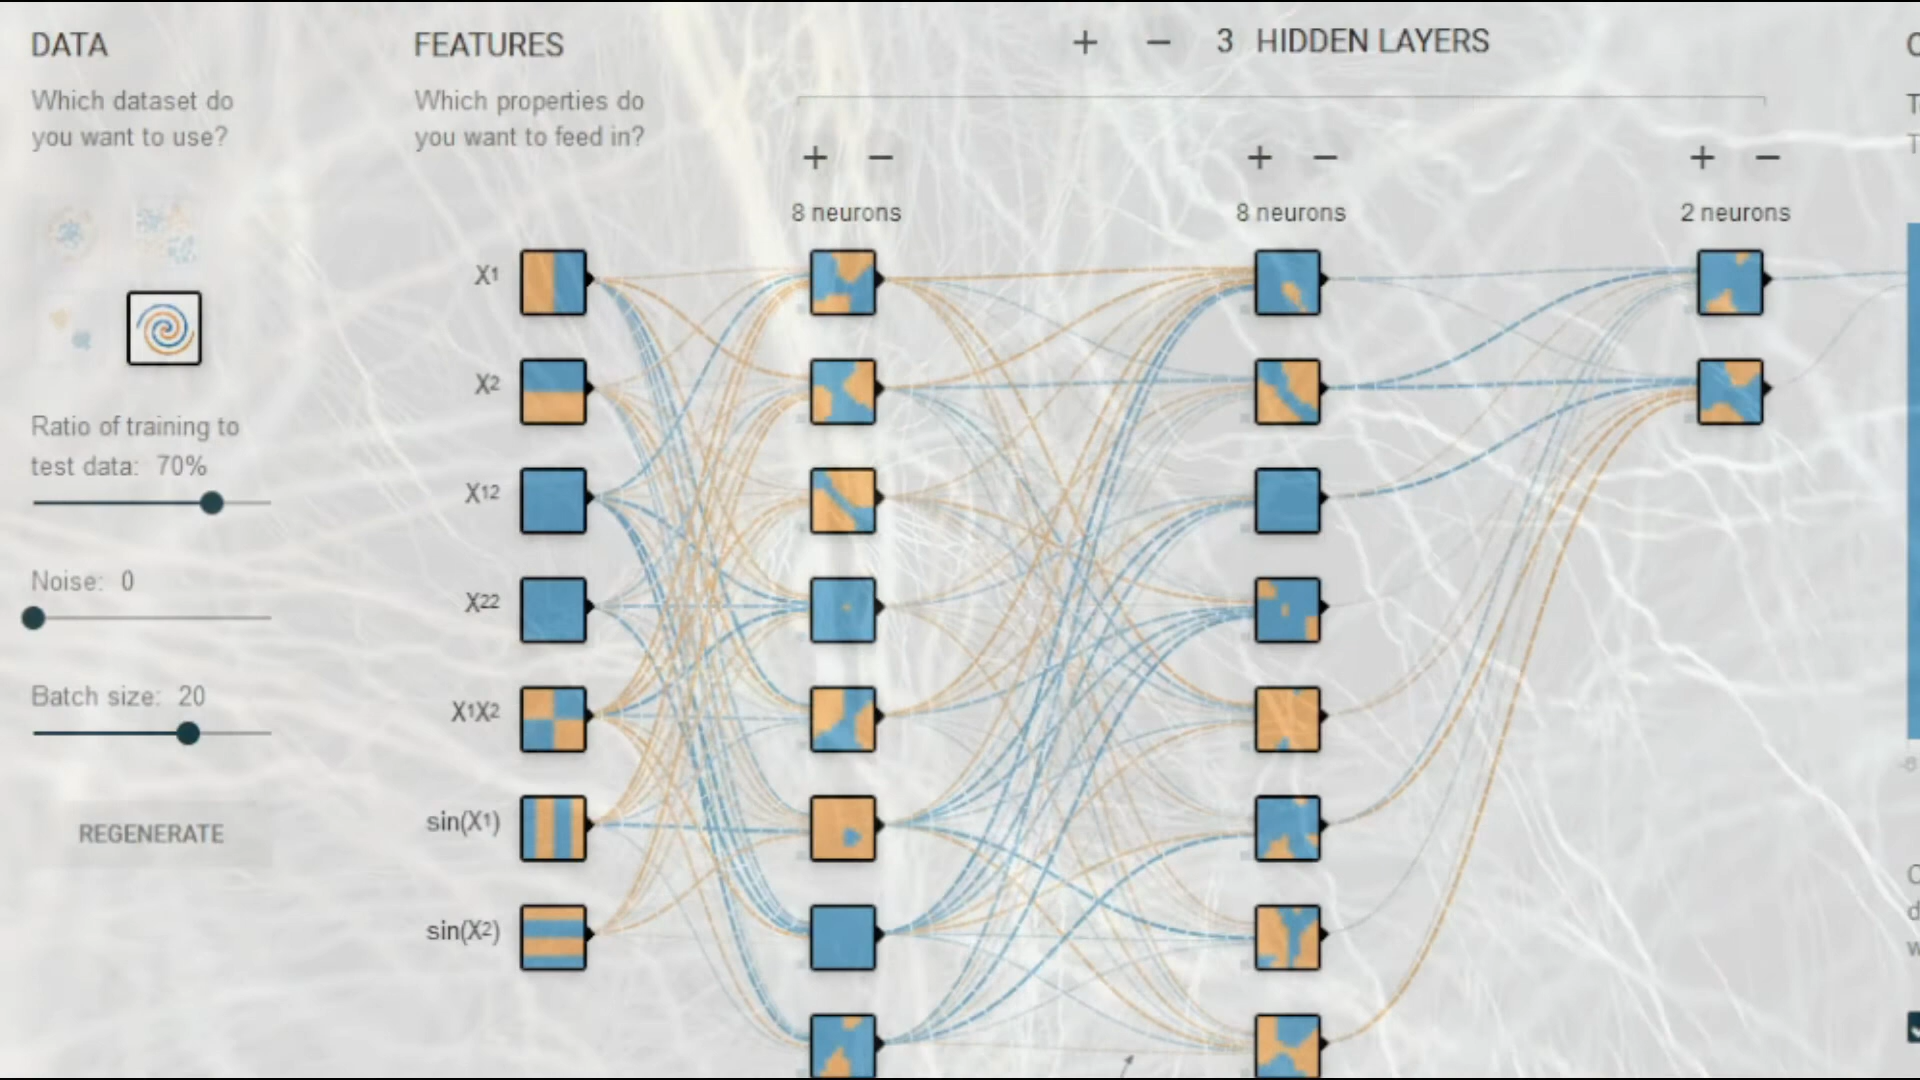 DATA
Which dataset do
you want to use?
Ratio of training to
test data: 70%
Noise: 0
Batch size: 20
REGENERATE
FEATURES
Which properties do
you want to feed in?
X1
X2
X12
X22
X1X2
sin(X1)
sin(X2)
+ − 3 HIDDEN LAYERS
+ −
8 neurons
+ −
8 neurons
+ −
2 neurons